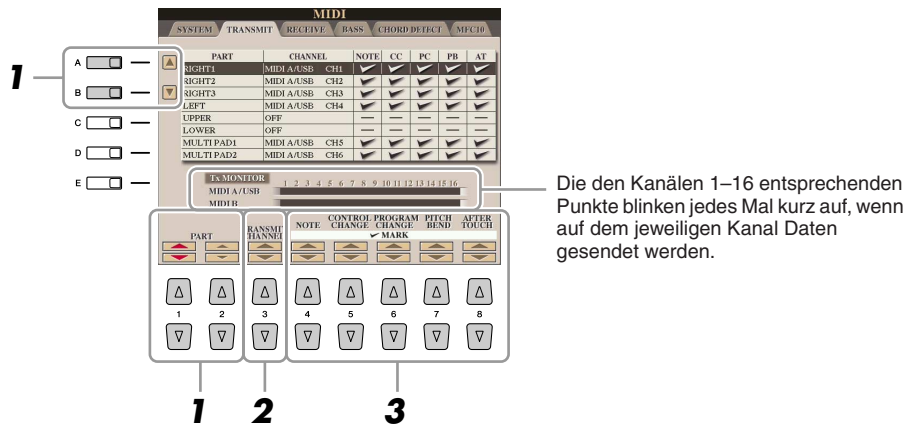 MIDI
SYSTEM TRANSMIT RECEIVE BASS CHORD DETECT MFC10
PART CHANNEL NOTE CC PC PB AT
RIGHT1 MIDI A/USB CH1
RIGHT2 MIDI A/USB CH2
RIGHT3 MIDI A/USB CH3
LEFT MIDI A/USB CH4
UPPER OFF — — — — —
LOWER OFF — — — — —
MULTI PAD1 MIDI A/USB CH5
MULTI PAD2 MIDI A/USB CH6
1
A
B
C
D
E
Tx MONITOR 1 2 3 4 5 6 7 8 9 10 11 12 13 14 15 16
MIDI A/USB
MIDI B
Die den Kanälen 1–16 entsprechenden
Punkte blinken jedes Mal kurz auf, wenn
auf dem jeweiligen Kanal Daten
gesendet werden.
PART
RANSMIT
CHANNEL
NOTE
CONTROL
CHANGE
PROGRAM
CHANGE
PITCH
BEND
AFTER
TOUCH
MARK
1 2 3 4 5 6 7 8
1 2 3